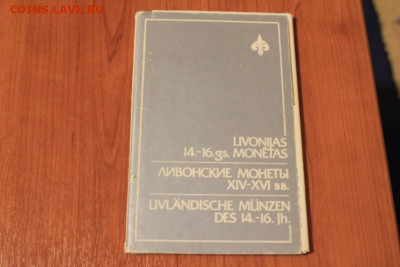 COINS.LAVE.RU
LIVONIJAS
14.-16.gs. MONĒTAS
ЛИВОНСКИЕ МОНЕТЫ
XIV-XVI вв.
LIVLÄNDISCHE MÜNZEN
DES 14.-16. Jh.